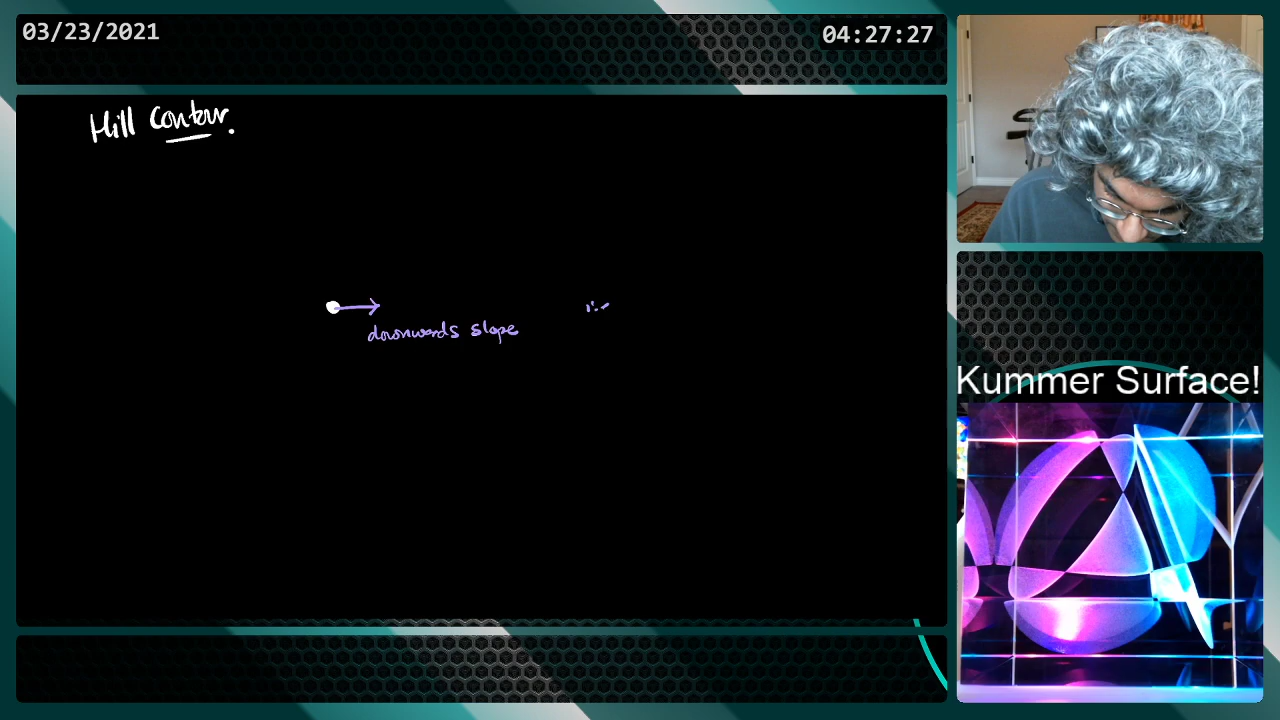 03/23/2021
04:27:27
Hill Contour.
downwards slope
Kummer Surface!